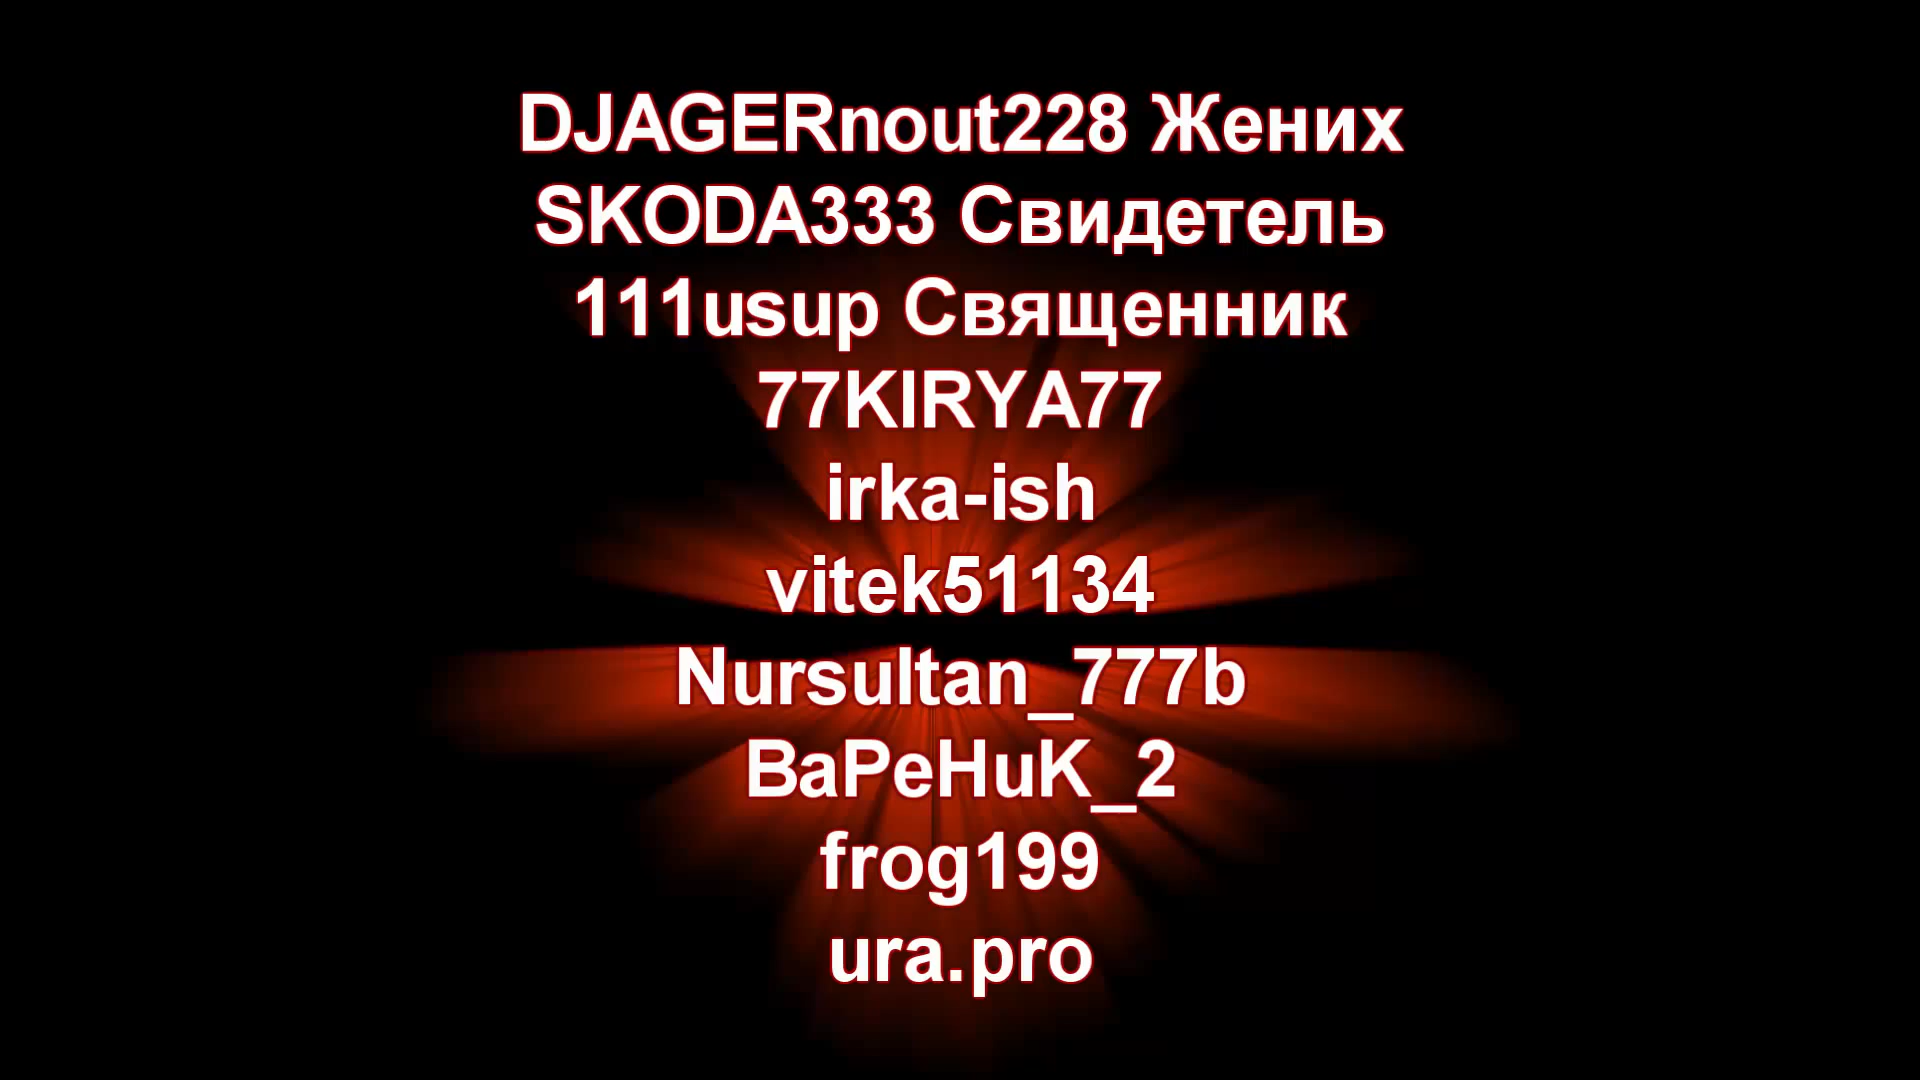 DJAGERnout228 Жених
SKODA333 Свидетель
111usup Священник
77KIRYA77
irka-ish
vitek51134
Nursultan_777b
BaPeHuK_2
frog199
ura.pro